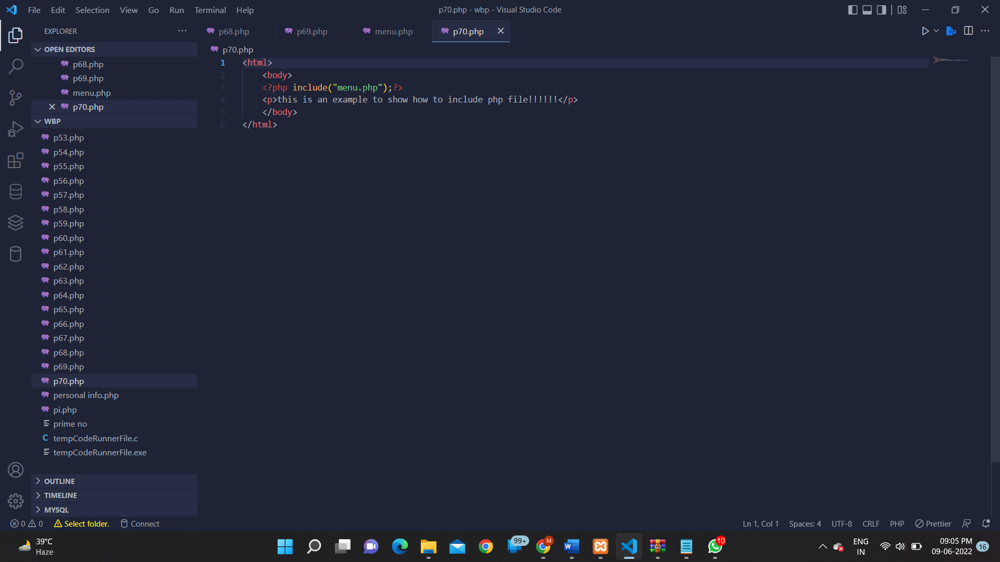 File Edit Selection View Go Run Terminal Help
p70.php - wbp - Visual Studio Code
EXPLORER
p68.php
p69.php
menu.php
p70.php
OPEN EDITORS
p68.php
p69.php
menu.php
p70.php
WBP
p53.php
p54.php
p55.php
p56.php
p57.php
p58.php
p59.php
p60.php
p61.php
p62.php
p63.php
p64.php
p65.php
p66.php
p67.php
p68.php
p69.php
p70.php
personal info.php
pi.php
prime no
C tempCodeRunnerFile.c
tempCodeRunnerFile.exe
OUTLINE
TIMELINE
MYSQL
p70.php
1 <html>
2 <body>
3 <?php include("menu.php");?>
4 <p>this is an example to show how to include php file!!!!!!</p>
5 </body>
6 </html>
0 0 Select folder. Connect
Ln 1, Col 1 Spaces: 4 UTF-8 CRLF PHP Prettier
39°C
Haze
99+
M
W
10
ENG
IN
09:05 PM
09-06-2022
16